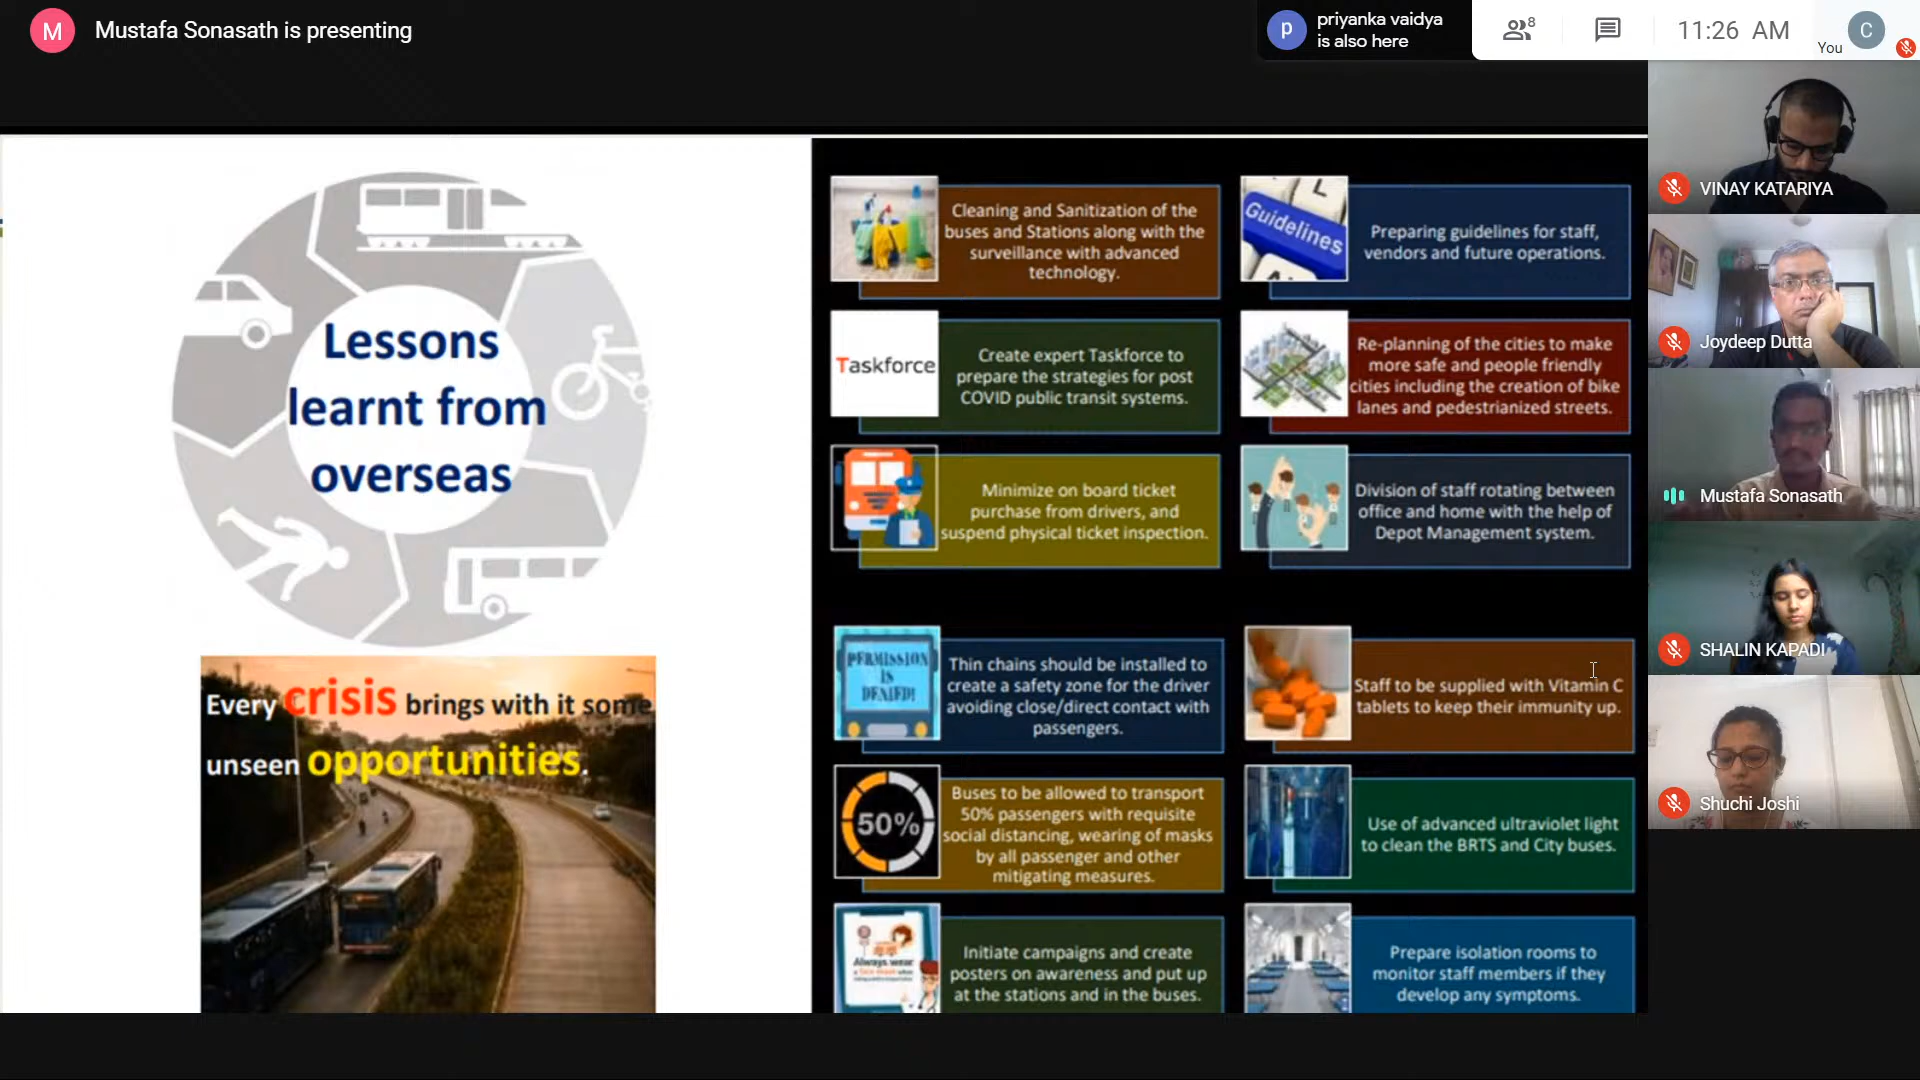 M
Mustafa Sonasath is presenting
p
priyanka vaidya
is also here
8
11:26 AM
You
C
Lessons
learnt from
overseas
Every crisis brings with it some
unseen opportunities.
Cleaning and Sanitization of the
buses and Stations along with the
surveillance with advanced
technology.
L
Guidelines
A
Preparing guidelines for staff,
vendors and future operations.
Taskforce
Create expert Taskforce to
prepare the strategies for post
COVID public transit systems.
Re-planning of the cities to make
more safe and people friendly
cities including the creation of bike
lanes and pedestrianized streets.
Minimize on board ticket
purchase from drivers, and
suspend physical ticket inspection.
Division of staff rotating between
office and home with the help of
Depot Management system.
PERMISSION
IS
DENIED!
Thin chains should be installed to
create a safety zone for the driver
avoiding close/direct contact with
passengers.
Staff to be supplied with Vitamin C
tablets to keep their immunity up.
50%
Buses to be allowed to transport
50% passengers with requisite
social distancing, wearing of masks
by all passenger and other
mitigating measures.
Use of advanced ultraviolet light
to clean the BRTS and City buses.
Always wear
Initiate campaigns and create
posters on awareness and put up
at the stations and in the buses.
Prepare isolation rooms to
monitor staff members if they
develop any symptoms.
VINAY KATARIYA
Joydeep Dutta
Mustafa Sonasath
SHALIN KAPADI
Shuchi Joshi